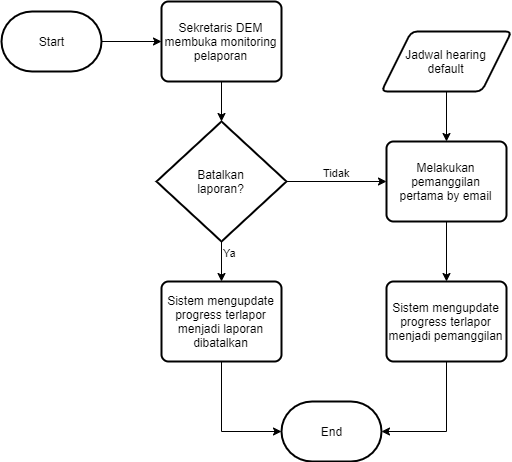 Start
Sekretaris DEM
membuka monitoring
pelaporan
Jadwal hearing
default
Batalkan
laporan?
Tidak
Melakukan
pemanggilan
pertama by email
Ya
Sistem mengupdate
progress terlapor
menjadi laporan
dibatalkan
Sistem mengupdate
progress terlapor
menjadi pemanggilan
End